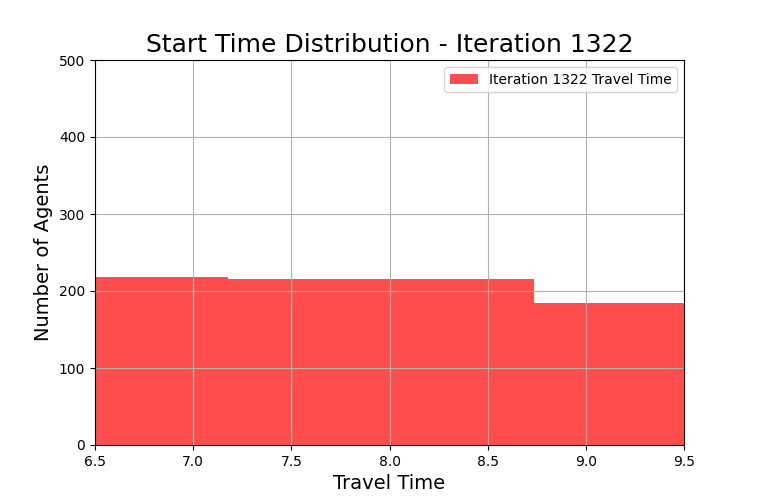 Start Time Distribution - Iteration 1322
Iteration 1322 Travel Time
Number of Agents
500
400
300
200
100
0
6.5 7.0 7.5 8.0 8.5 9.0 9.5
Travel Time